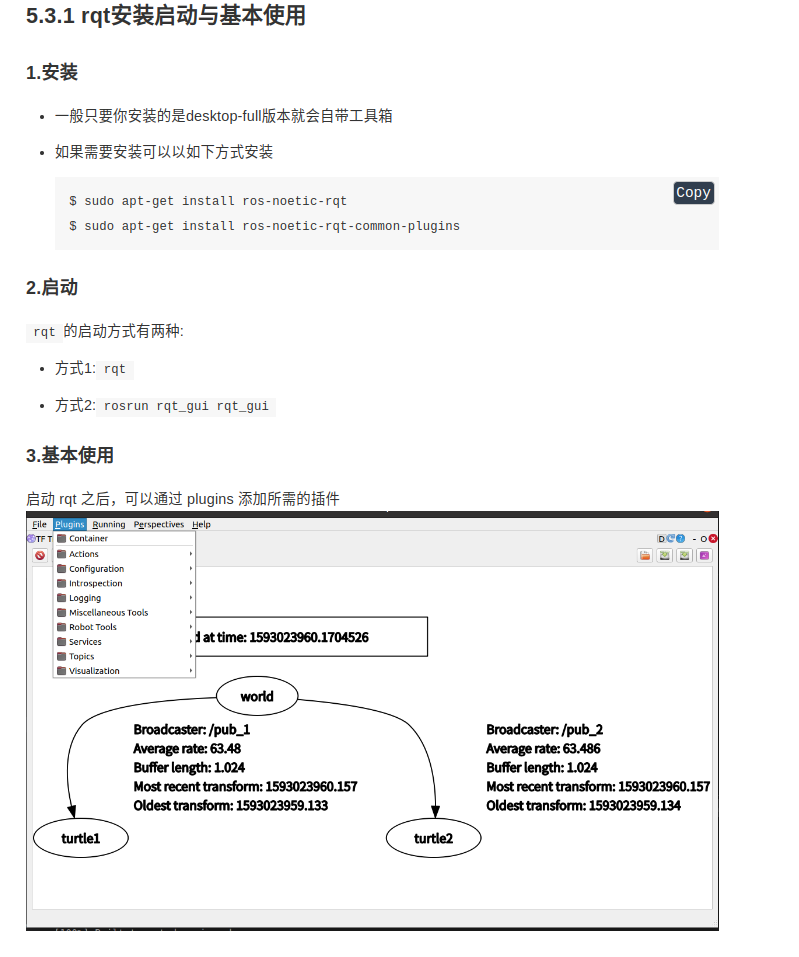 5.3.1 rqt安装启动与基本使用
1.安装
一般只要你安装的是desktop-full版本就会自带工具箱
如果需要安装可以以如下方式安装
Copy
$ sudo apt-get install ros-noetic-rqt
$ sudo apt-get install ros-noetic-rqt-common-plugins
2.启动
rqt 的启动方式有两种:
方式1: rqt
方式2: rosrun rqt_gui rqt_gui
3.基本使用
启动 rqt 之后，可以通过 plugins 添加所需的插件
File Plugins Running Perspectives Help
TF T
D C ? - O
Container
Actions
Configuration
Introspection
Logging
Miscellaneous Tools
Robot Tools
Services
Topics
Visualization
d at time: 1593023960.1704526
world
Broadcaster: /pub_1
Average rate: 63.48
Buffer length: 1.024
Most recent transform: 1593023960.157
Oldest transform: 1593023959.133
Broadcaster: /pub_2
Average rate: 63.486
Buffer length: 1.024
Most recent transform: 1593023960.157
Oldest transform: 1593023959.134
turtle1
turtle2